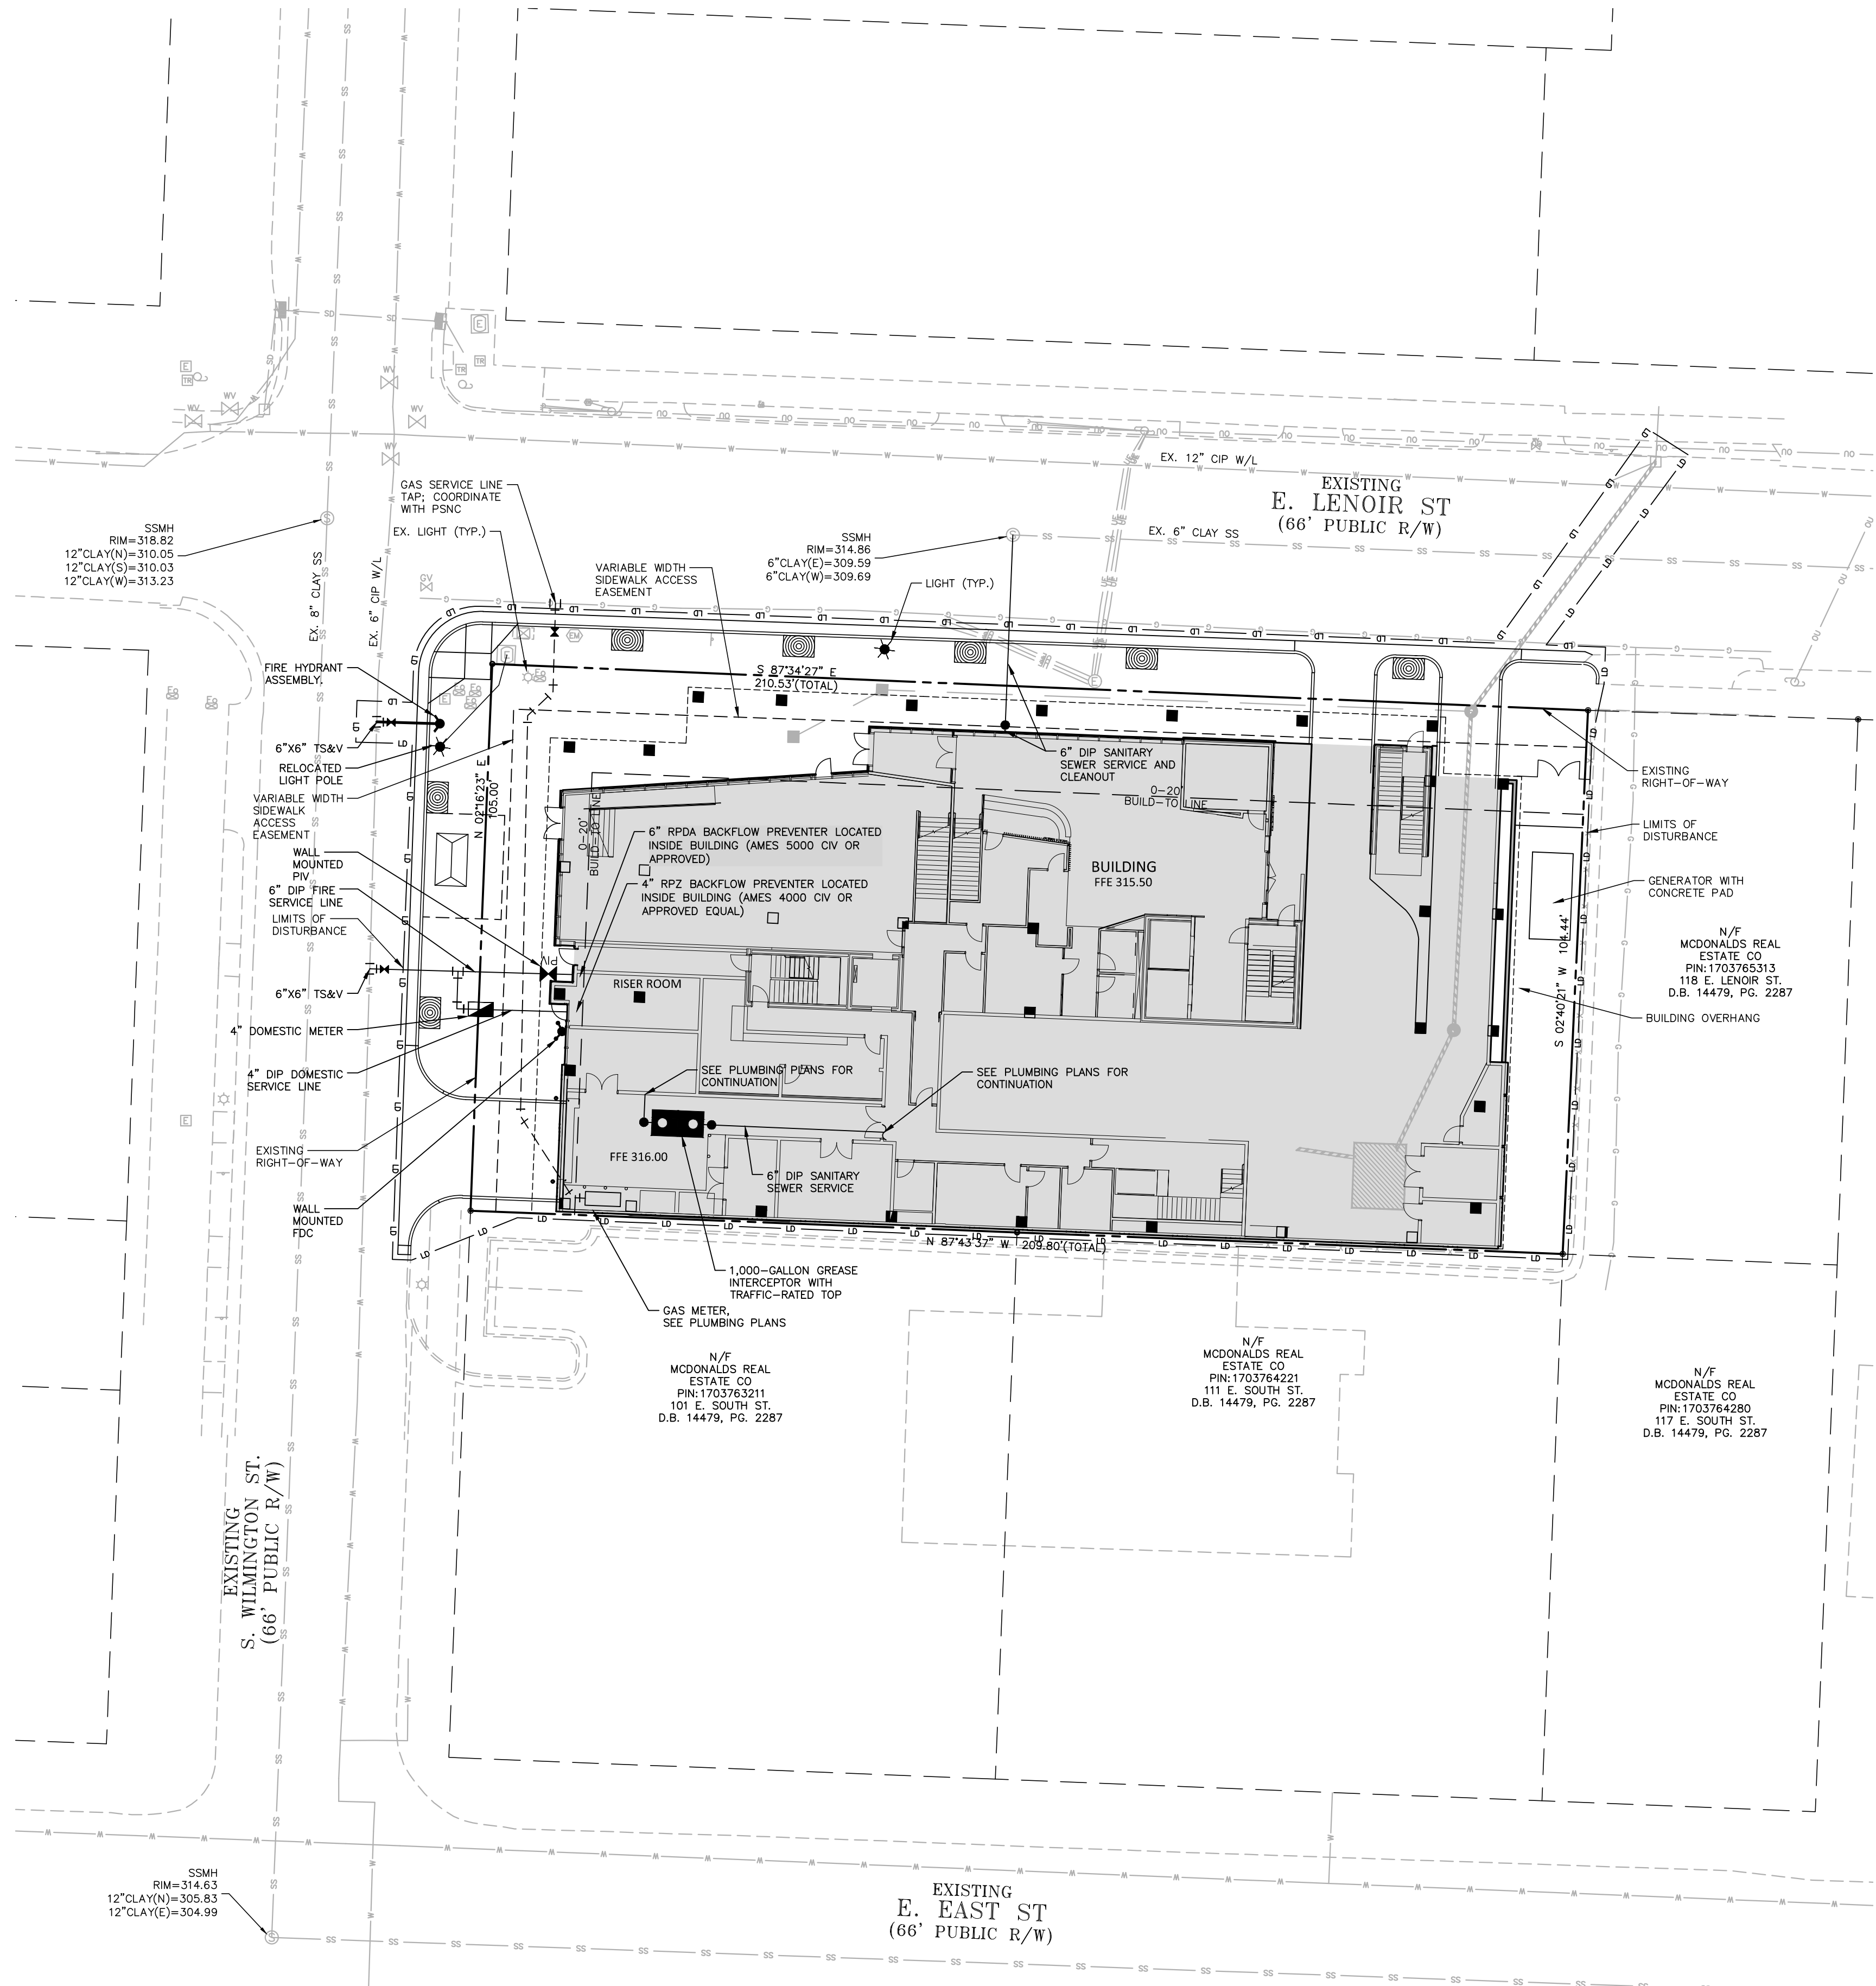 EX. 12" CIP W/L
EXISTING
E. LENOIR ST
(66' PUBLIC R/W)
GAS SERVICE LINE
TAP; COORDINATE
WITH PSNC
EX. LIGHT (TYP.)
SSMH
RIM=318.82
12"CLAY(N)=310.05
12"CLAY(S)=310.03
12"CLAY(W)=313.23
EX. 8" CLAY SS
EX. 6" CIP W/L
VARIABLE WIDTH
SIDEWALK ACCESS
EASEMENT
SSMH
RIM=314.86
6"CLAY(E)=309.59
6"CLAY(W)=309.69
EX. 6" CLAY SS
LIGHT (TYP.)
FIRE HYDRANT
ASSEMBLY.
S 87°34'27" E
210.53'(TOTAL)
6"X6" TS&V
RELOCATED
LIGHT POLE
VARIABLE WIDTH
SIDEWALK
ACCESS
EASEMENT
N 02°16'23" E
105.00'
6" DIP SANITARY
SEWER SERVICE AND
CLEANOUT
0-20'
BUILD-TO LINE
0-20'
BUILD-TO LINE
EXISTING
RIGHT-OF-WAY
LIMITS OF
DISTURBANCE
WALL
MOUNTED
PIV
6" DIP FIRE
SERVICE LINE
LIMITS OF
DISTURBANCE
6" RPDA BACKFLOW PREVENTER LOCATED
INSIDE BUILDING (AMES 5000 CIV OR
APPROVED)
4" RPZ BACKFLOW PREVENTER LOCATED
INSIDE BUILDING (AMES 4000 CIV OR
APPROVED EQUAL)
BUILDING
FFE 315.50
GENERATOR WITH
CONCRETE PAD
N/F
MCDONALDS REAL
ESTATE CO
PIN:1703765313
118 E. LENOIR ST.
D.B. 14479, PG. 2287
S 02°40'21" W 104.44'
BUILDING OVERHANG
PIV
RISER ROOM
6"X6" TS&V
4" DOMESTIC METER
4" DIP DOMESTIC
SERVICE LINE
SEE PLUMBING PLANS FOR
CONTINUATION
SEE PLUMBING PLANS FOR
CONTINUATION
EXISTING
RIGHT-OF-WAY
FFE 316.00
6" DIP SANITARY
SEWER SERVICE
WALL
MOUNTED
FDC
N 87°43'37" W 209.80'(TOTAL)
1,000-GALLON GREASE
INTERCEPTOR WITH
TRAFFIC-RATED TOP
GAS METER,
SEE PLUMBING PLANS
N/F
MCDONALDS REAL
ESTATE CO
PIN:1703763211
101 E. SOUTH ST.
D.B. 14479, PG. 2287
N/F
MCDONALDS REAL
ESTATE CO
PIN:1703764221
111 E. SOUTH ST.
D.B. 14479, PG. 2287
N/F
MCDONALDS REAL
ESTATE CO
PIN:1703764280
117 E. SOUTH ST.
D.B. 14479, PG. 2287
EXISTING
S. WILMINGTON ST.
(66' PUBLIC R/W)
SSMH
RIM=314.63
12"CLAY(N)=305.83
12"CLAY(E)=304.99
EXISTING
E. EAST ST
(66' PUBLIC R/W)